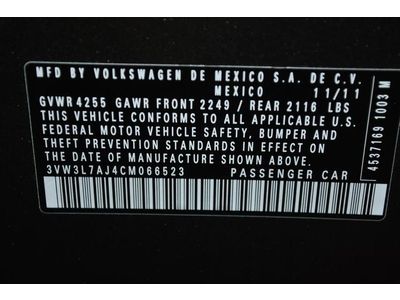 MFD BY VOLKSWAGEN DE MEXICO S.A. DE C.V.
MEXICO 11/11
GVWR 4255 GAWR FRONT 2249 / REAR 2116 LBS
THIS VEHICLE CONFORMS TO ALL APPLICABLE U.S.
FEDERAL MOTOR VEHICLE SAFETY, BUMPER, AND
THEFT PREVENTION STANDARDS IN EFFECT ON
THE DATE OF MANUFACTURE SHOWN ABOVE.
3VW3L7AJ4CM066523 PASSENGER CAR
4537169 1003 M